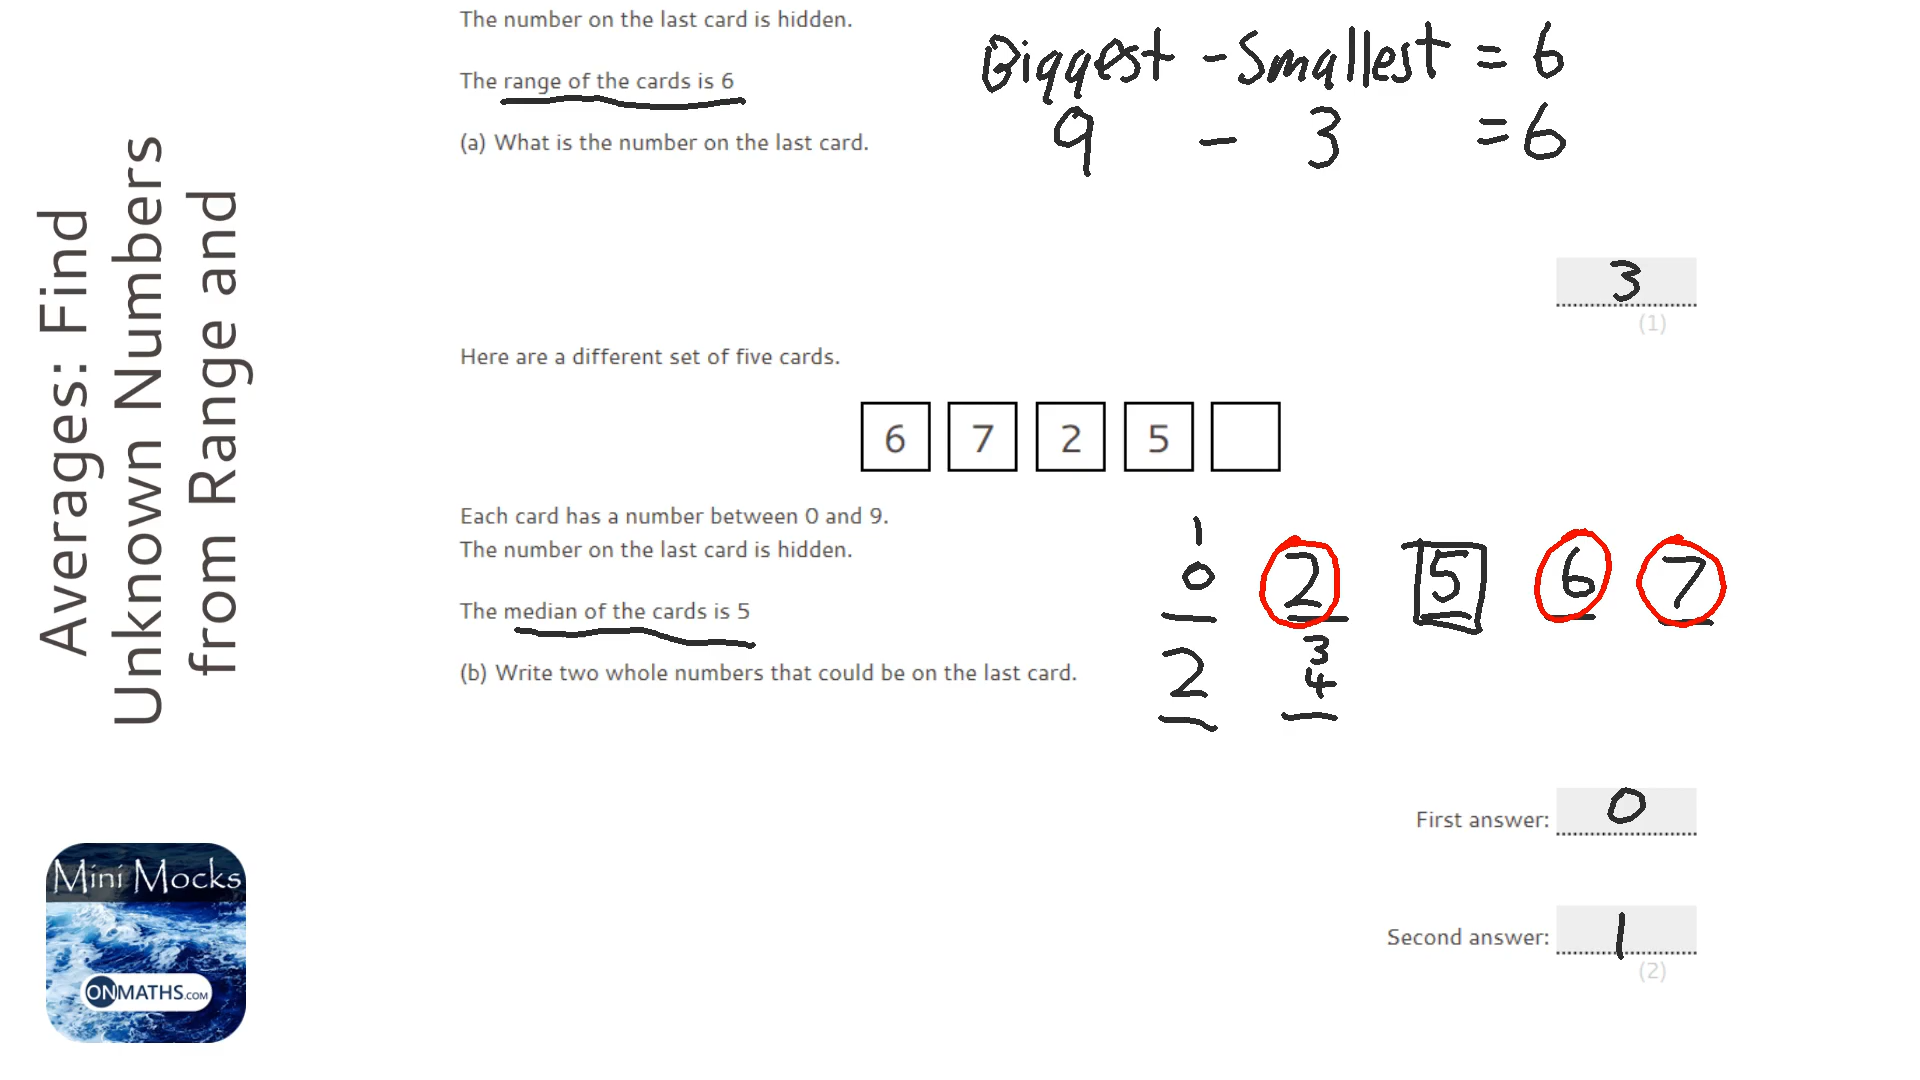 Averages: Find
Unknown Numbers
from Range and
The number on the last card is hidden.
The range of the cards is 6
(a) What is the number on the last card.
Biggest - Smallest = 6
9 - 3 = 6
3
(1)
Here are a different set of five cards.
6 7 2 5
Each card has a number between 0 and 9.
The number on the last card is hidden.
The median of the cards is 5
(b) Write two whole numbers that could be on the last card.
1
0 2 5 6 7
3
2 4
First answer: 0
Second answer: 1
(2)
Mini Mocks
ONMATHS.COM